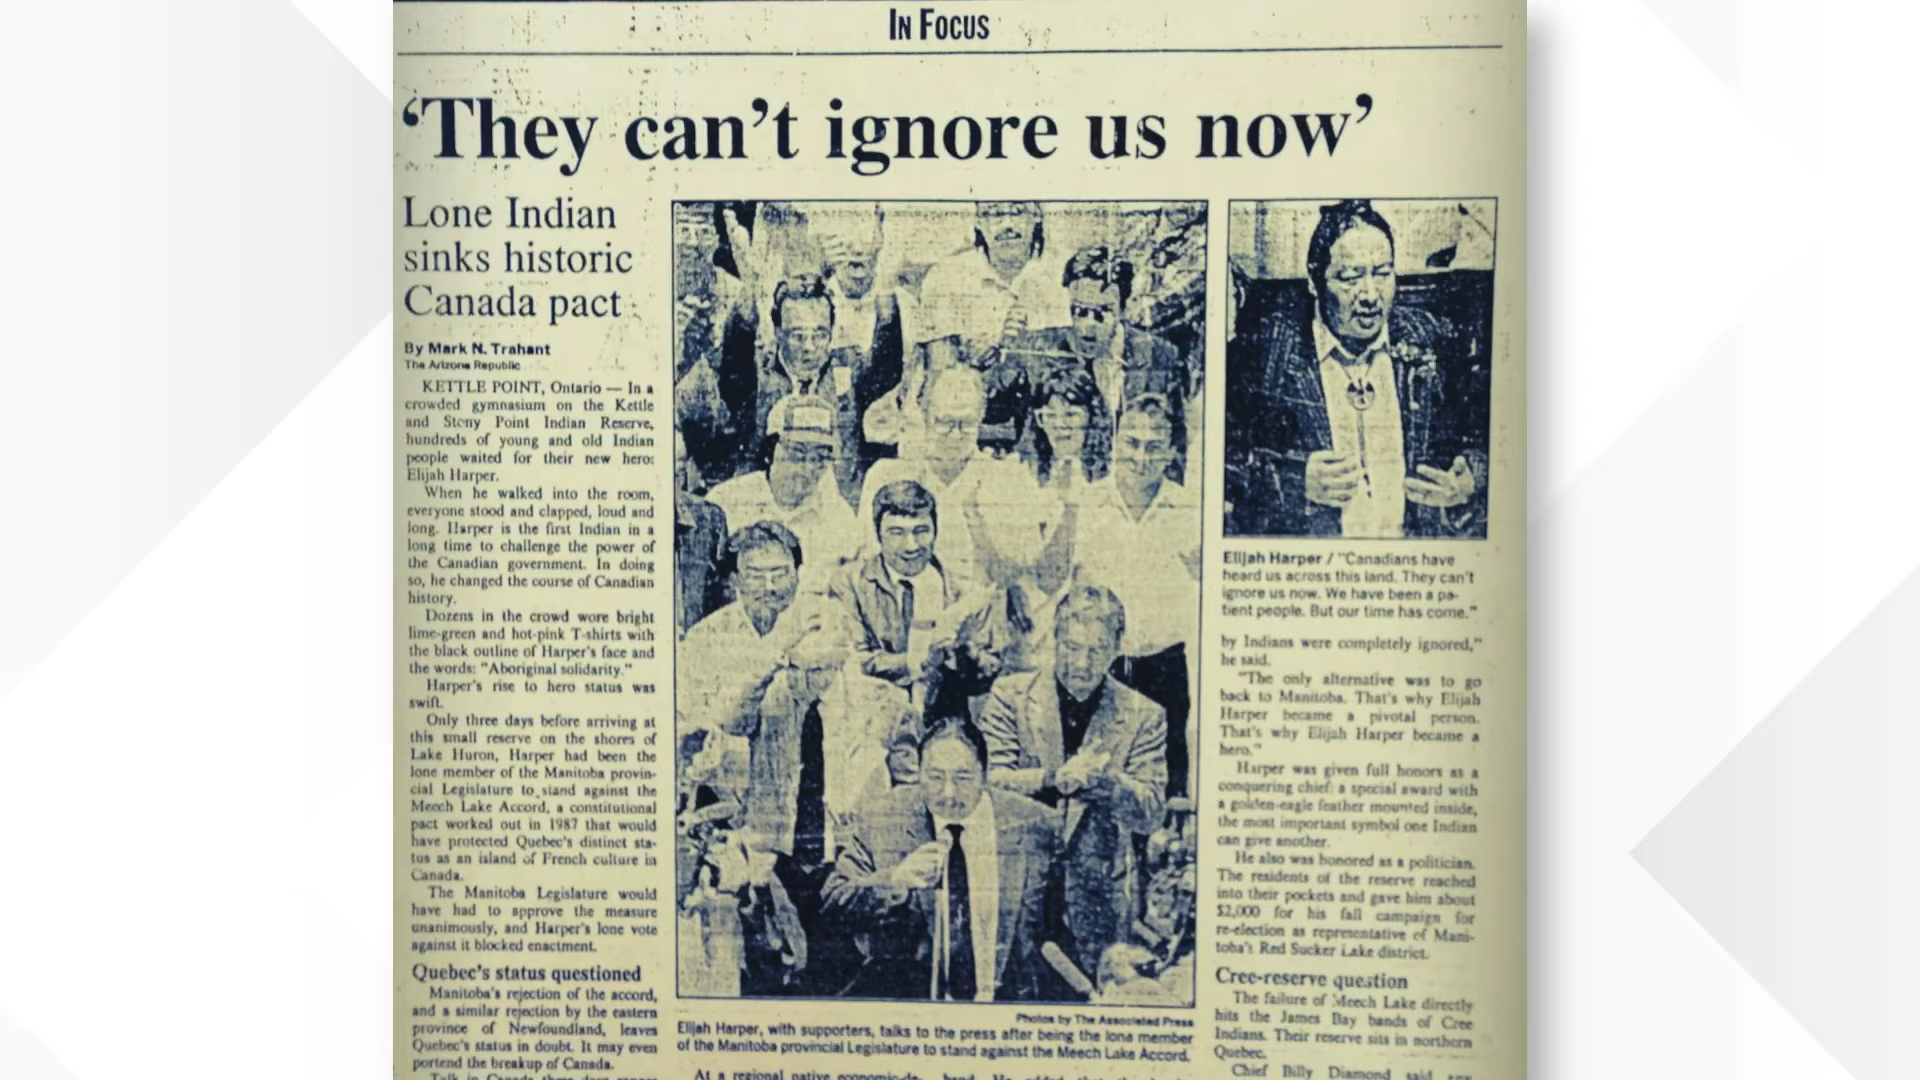 IN FOCUS
‘They can’t ignore us now’
Lone Indian
sinks historic
Canada pact
By Mark N. Trahant
The Arizona Republic
KETTLE POINT, Ontario — In a
crowded gymnasium on the Kettle
and Stony Point Indian Reserve,
hundreds of young and old Indian
people waited for their new hero:
Elijah Harper.
When he walked into the room,
everyone stood and clapped, loud and
long. Harper is the first Indian in a
long time to challenge the power of
the Canadian government. In doing
so, he changed the course of Canadian
history.
Dozens in the crowd wore bright
lime-green and hot-pink T-shirts with
the black outline of Harper's face and
the words: "Aboriginal solidarity."
Harper's rise to hero status was
swift.
Only three days before arriving at
this small reserve on the shores of
Lake Huron, Harper had been the
lone member of the Manitoba provin-
cial Legislature to stand against the
Meech Lake Accord, a constitutional
pact worked out in 1987 that would
have protected Quebec's distinct sta-
tus as an island of French culture in
Canada.
The Manitoba Legislature would
have had to approve the measure
unanimously, and Harper's lone vote
against it blocked enactment.
Quebec's status questioned
Manitoba's rejection of the accord,
and a similar rejection by the eastern
province of Newfoundland, leaves
Quebec's status in doubt. It may even
portend the breakup of Canada.
Talk in Canada these days
Photos by The Associated Press
Elijah Harper, with supporters, talks to the press after being the lone member
of the Manitoba provincial Legislature to stand against the Meech Lake Accord.
At a regional native economic-de-
Elijah Harper / "Canadians have
heard us across this land. They can't
ignore us now. We have been a pa-
tient people. But our time has come."
by Indians were completely ignored,"
he said.
"The only alternative was to go
back to Manitoba. That's why Elijah
Harper became a pivotal person.
That's why Elijah Harper became a
hero."
Harper was given full honors as a
conquering chief: a special award with
a golden-eagle feather mounted inside,
the most important symbol one Indian
can give another.
He also was honored as a politician.
The residents of the reserve reached
into their pockets and gave him about
$2,000 for his fall campaign for
re-election as representative of Mani-
toba's Red Sucker Lake district.
Cree-reserve question
The failure of Meech Lake directly
hits the James Bay bands of Cree
Indians. Their reserve sits in northern
Quebec.
Chief Billy Diamond said any